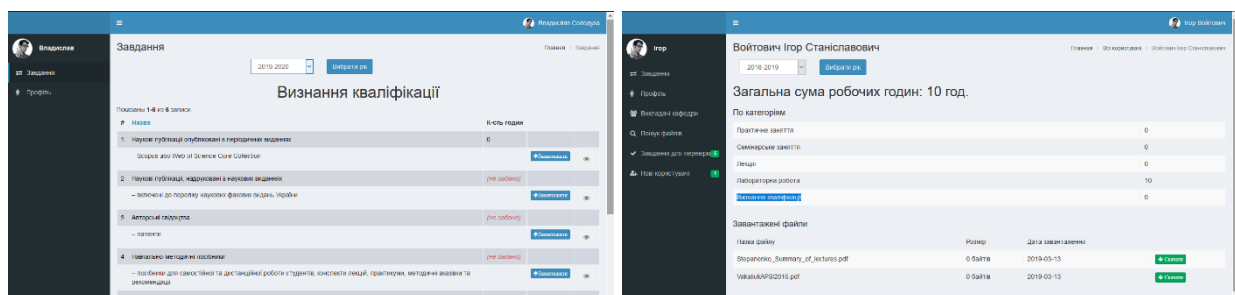 Владислав Солодуха
Владислав
Завдання
Профіль
Завдання
Главная / Завдання
2019-2020
Вибрати рік
Визнання кваліфікації
Показаны 1-6 из 6 записи.
# Назва К-сть годин
1 Наукові публікації опубліковані в періодичних виданнях 0
Scopus або Web of Science Core Collection Завантажити
2 Наукові публікації, надруковані в наукових виданнях (не задано)
– включені до переліку наукових фахових видань України Завантажити
3 Авторські свідоцтва (не задано)
– патенти Завантажити
4 Навчально-методичні посібники (не задано)
– посібники для самостійної та дистанційної роботи студентів, конспекти лекцій, практикуми, методичні вказівки та рекомендації Завантажити
Ігор Войтович
Ігор
Завдання
Профіль
Викладачі кафедри
Пошук файлів
Завдання для перевірки
Нові користувачі
Войтович Ігор Станіславович
Главная / Всі користувачі / Войтович Ігор Станіславович
2018-2019
Вибрати рік
Загальна сума робочих годин: 10 год.
По категоріям
Практичне заняття 0
Семінарське заняття 0
Лекція 0
Лабораторна робота 10
Визнання кваліфікації 0
Завантажені файли
Назва файлу Розмір Дата завантаження
Stepanenko_Summary_of_lectures.pdf 0 байтів 2019-03-13 Скачати
VakaliukAPSI2016.pdf 0 байтів 2019-03-13 Скачати